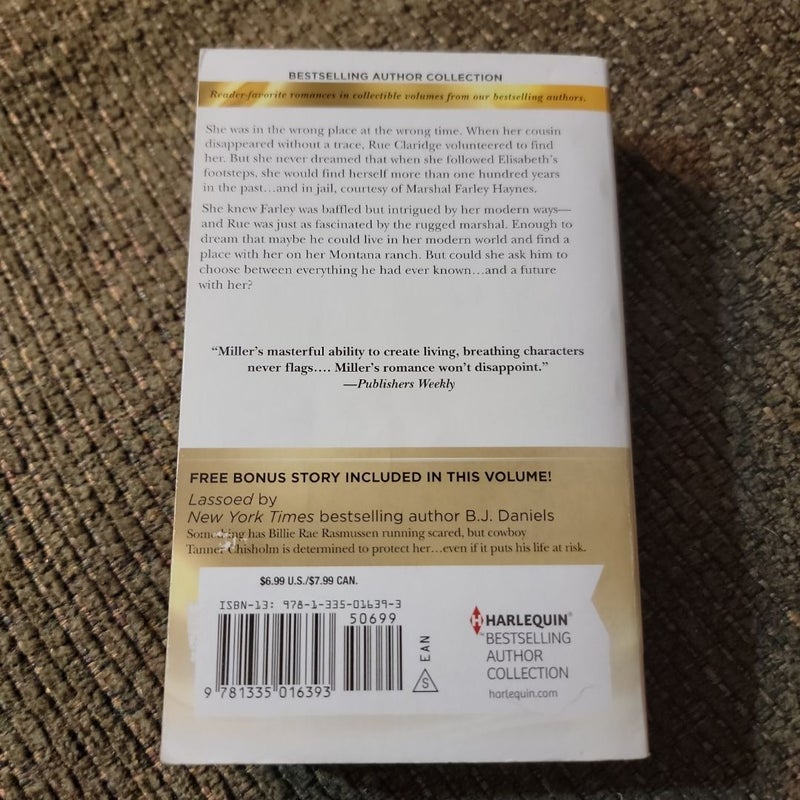 BESTSELLING AUTHOR COLLECTION
Reader-favorite romances in collectible volumes from our bestselling authors.
She was in the wrong place at the wrong time. When her cousin
disappeared without a trace, Rue Claridge volunteered to find
her. But she never dreamed that when she followed Elisabeth's
footsteps, she would find herself more than one hundred years
in the past...and in jail, courtesy of Marshal Farley Haynes.
She knew Farley was baffled but intrigued by her modern ways—
and Rue was just as fascinated by the rugged marshal. Enough to
dream that maybe he could live in her modern world and find a
place with her on her Montana ranch. But could she ask him to
choose between everything he had ever known...and a future
with her?
“Miller's masterful ability to create living, breathing characters
never flags.... Miller's romance won't disappoint.”
—Publishers Weekly
FREE BONUS STORY INCLUDED IN THIS VOLUME!
Lassoed by
New York Times bestselling author B.J. Daniels
Something has Billie Rae Rasmussen running scared, but cowboy
Tanner Chisholm is determined to protect her...even if it puts his life at risk.
$6.99 U.S./$7.99 CAN.
ISBN-13: 978-1-335-01639-3
50699
EAN
S
9 781335 016393
H HARLEQUIN®
™ BESTSELLING
AUTHOR
COLLECTION
harlequin.com